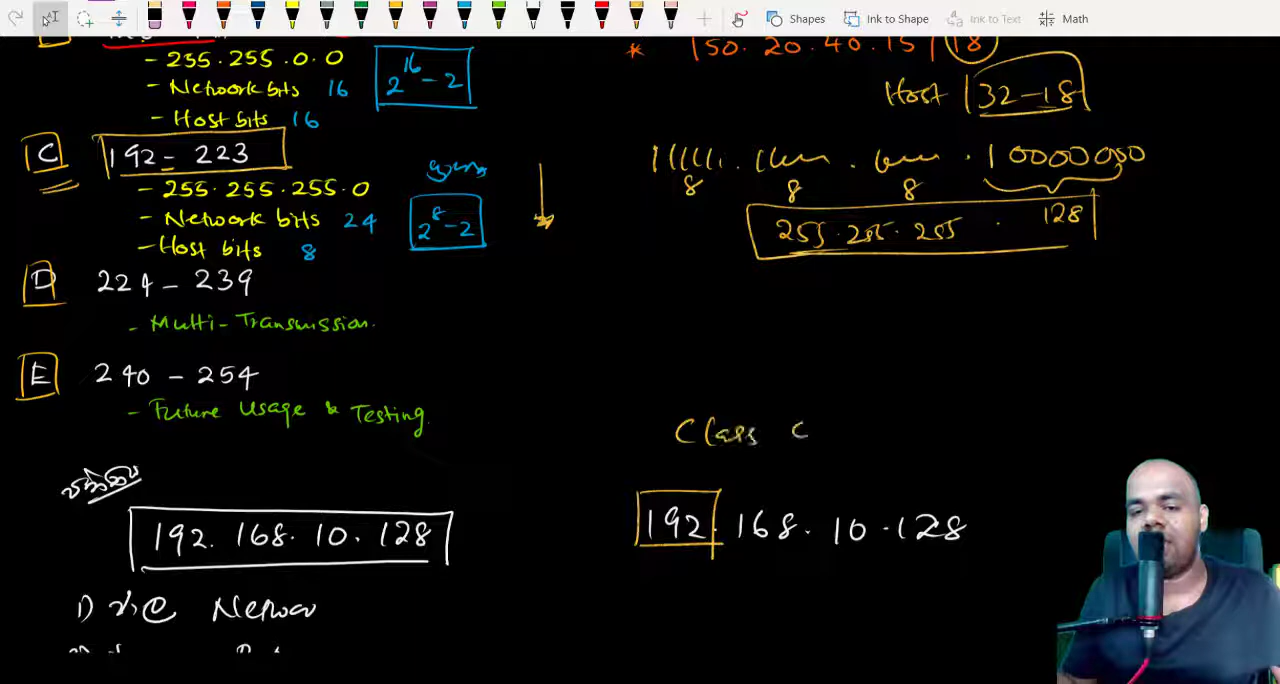 Shapes
Ink to Shape
Ink to Text
Math
- 255.255.0.0
- Network bits 16
2^16 - 2
- Host bits 16
C 192 - 223
- 255.255.255.0
- Network bits 24
2^8 - 2
- Host bits 8
D 224 - 239
- Multi-Transmission.
E 240 - 254
- Future Usage & Testing.
192. 168. 10. 128
1) Networ
* 150. 20. 40. 15 | 18
Host 32-18
. . . 10000000
8 8 8
255.255.255 . 128
Class C
192.168.10.128